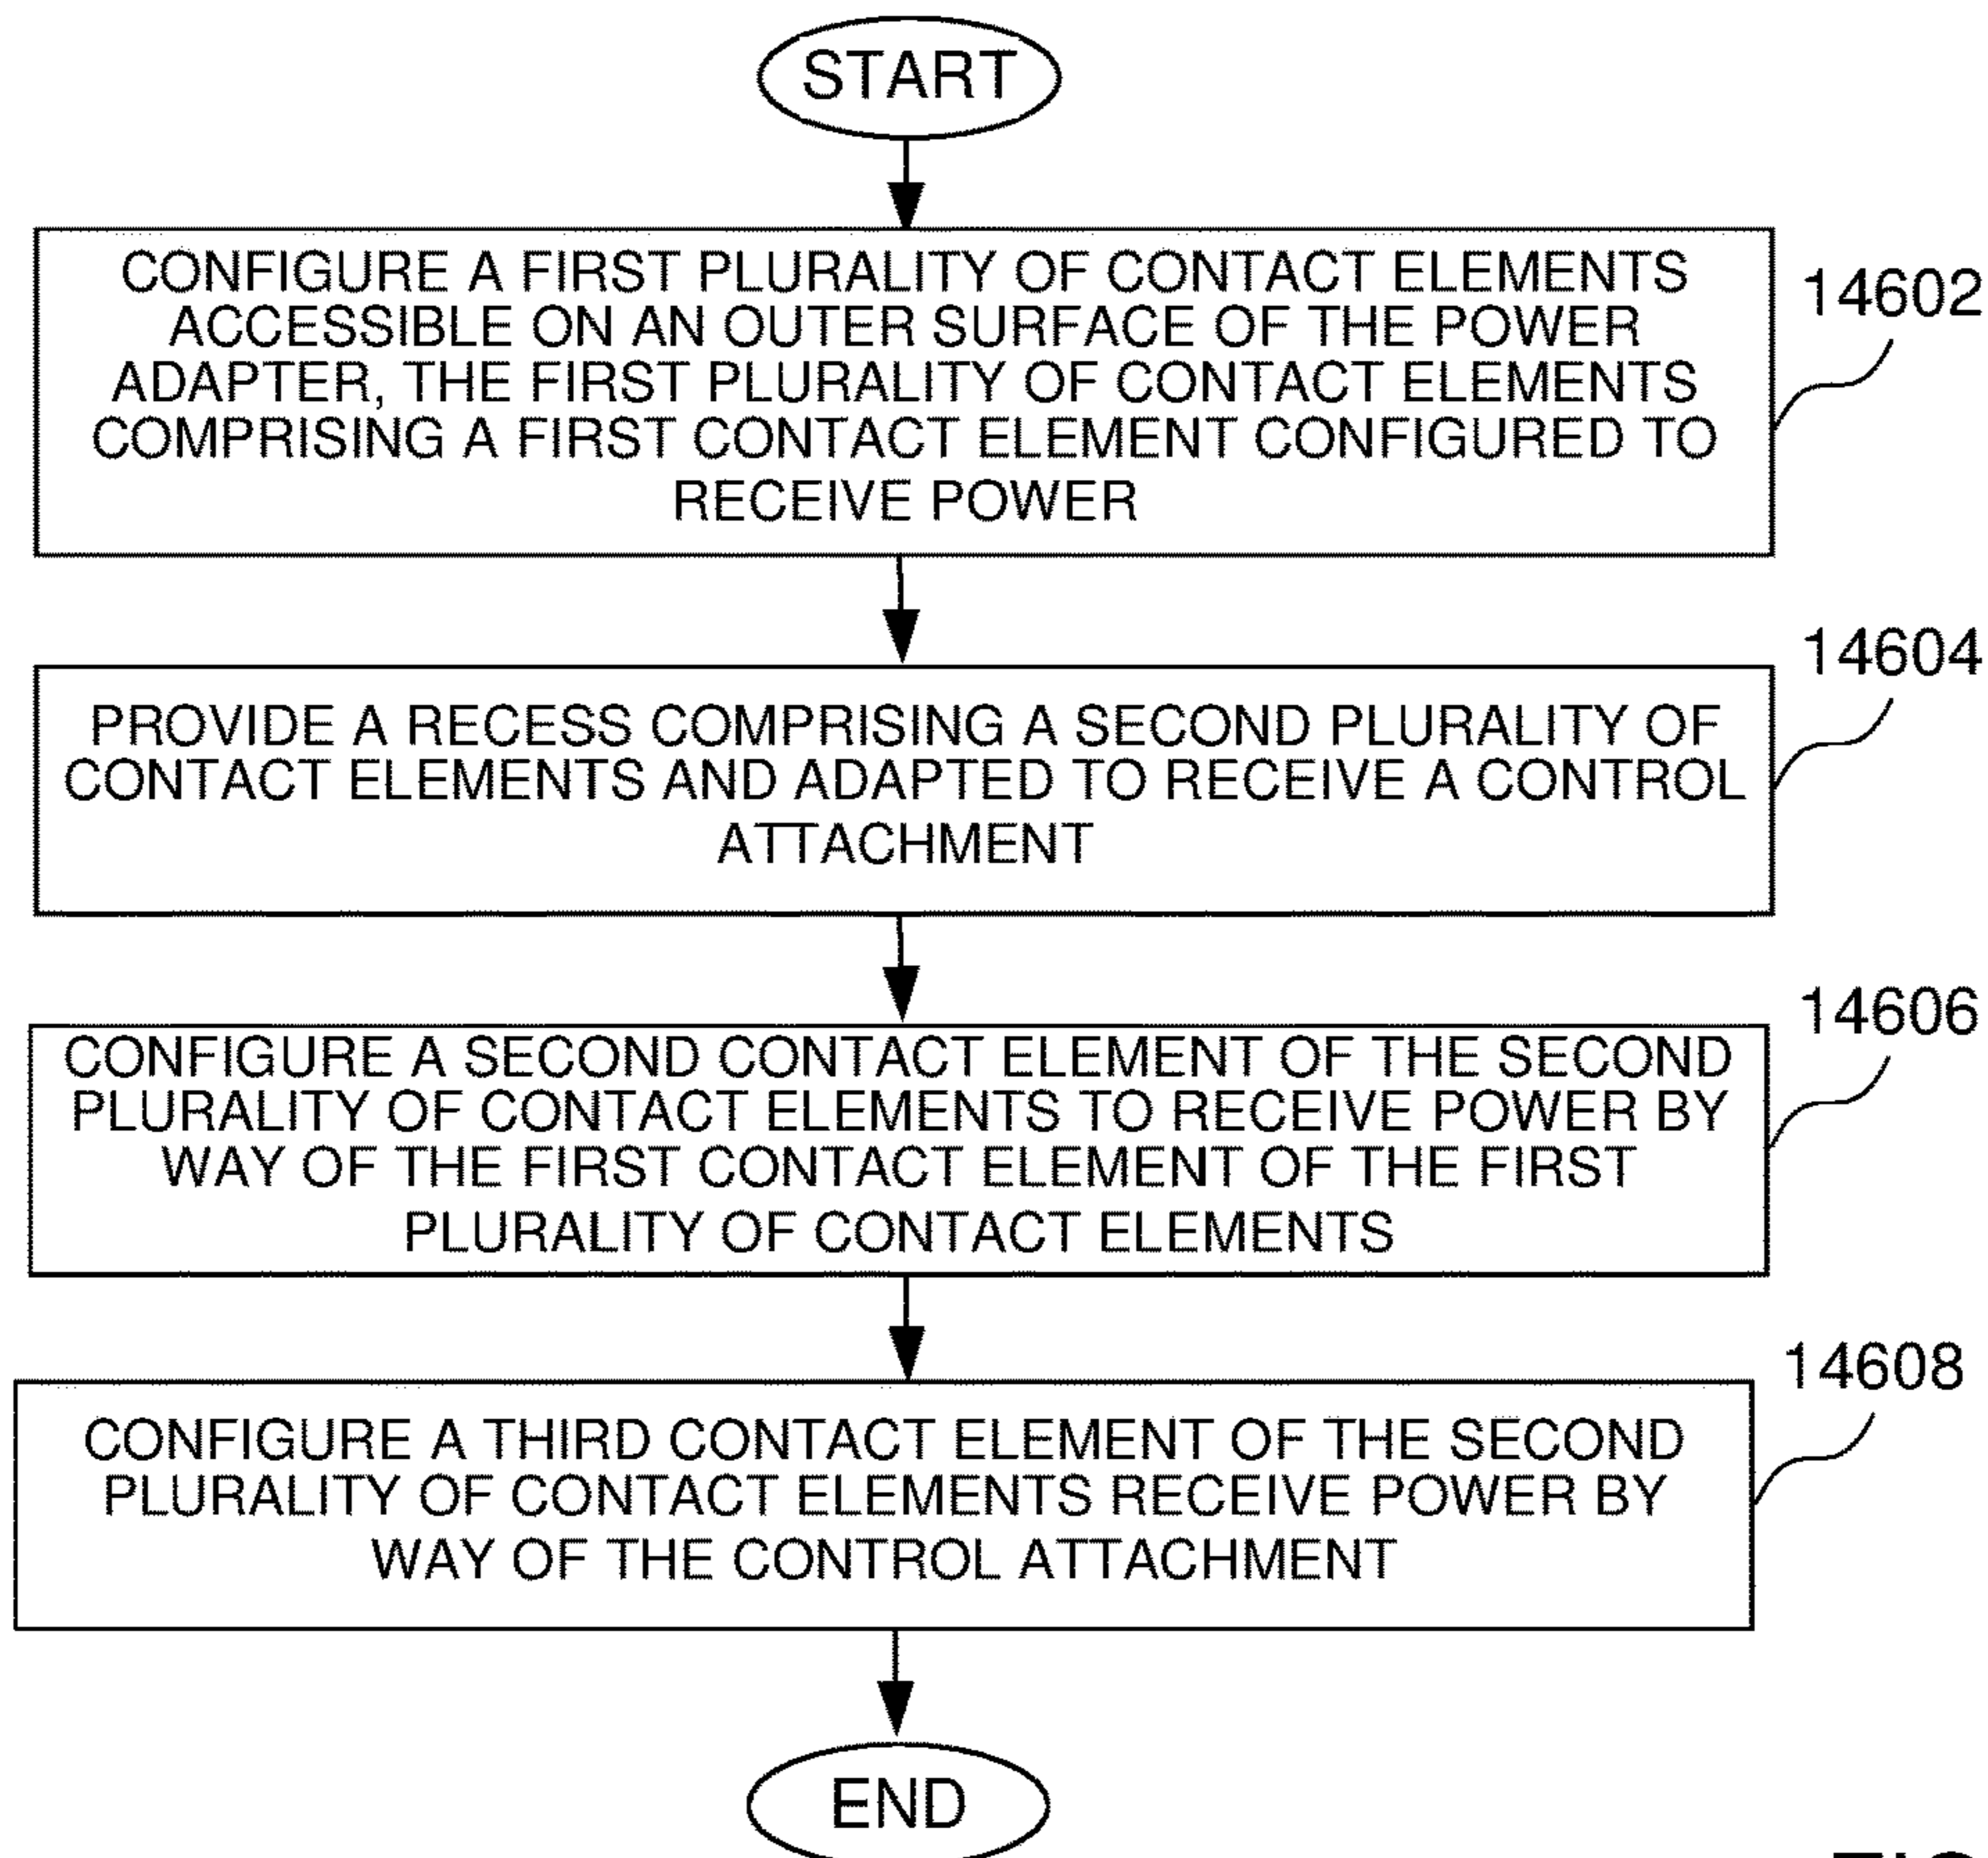 START
CONFIGURE A FIRST PLURALITY OF CONTACT ELEMENTS
ACCESSIBLE ON AN OUTER SURFACE OF THE POWER
ADAPTER, THE FIRST PLURALITY OF CONTACT ELEMENTS
COMPRISING A FIRST CONTACT ELEMENT CONFIGURED TO
RECEIVE POWER
14602
14604
PROVIDE A RECESS COMPRISING A SECOND PLURALITY OF
CONTACT ELEMENTS AND ADAPTED TO RECEIVE A CONTROL
ATTACHMENT
14606
CONFIGURE A SECOND CONTACT ELEMENT OF THE SECOND
PLURALITY OF CONTACT ELEMENTS TO RECEIVE POWER BY
WAY OF THE FIRST CONTACT ELEMENT OF THE FIRST
PLURALITY OF CONTACT ELEMENTS
14608
CONFIGURE A THIRD CONTACT ELEMENT OF THE SECOND
PLURALITY OF CONTACT ELEMENTS RECEIVE POWER BY
WAY OF THE CONTROL ATTACHMENT
END